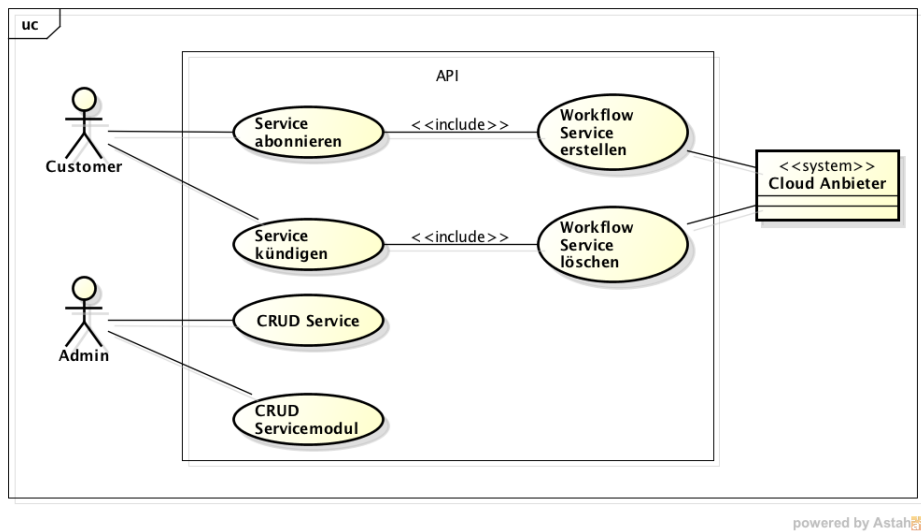 uc
API
Service
abonnieren
<<include>>
Workflow
Service
erstellen
Customer
<<system>>
Cloud Anbieter
Service
kündigen
<<include>>
Workflow
Service
löschen
CRUD Service
Admin
CRUD
Servicemodul
powered by Astah